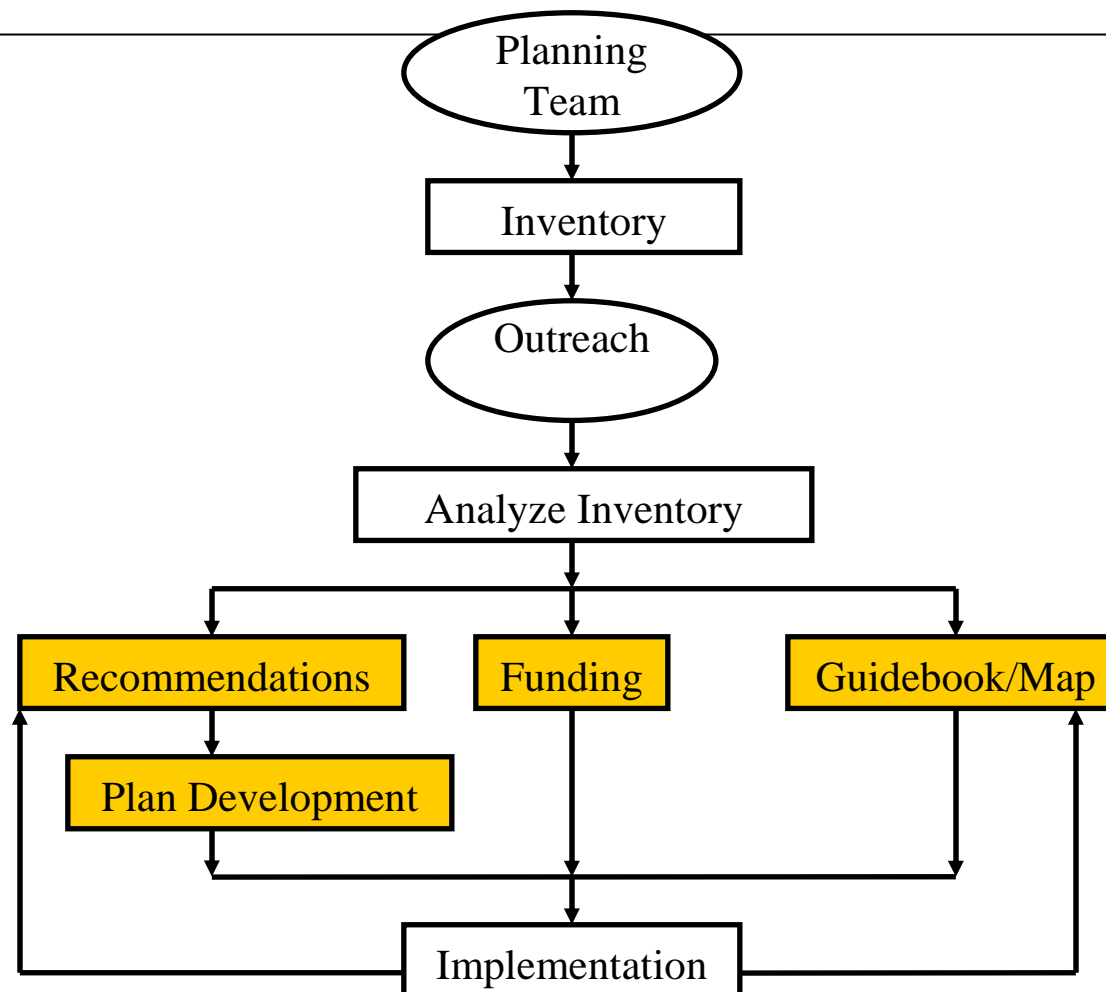 Planning
Team
Inventory
Outreach
Analyze Inventory
Recommendations
Funding
Guidebook/Map
Plan Development
Implementation